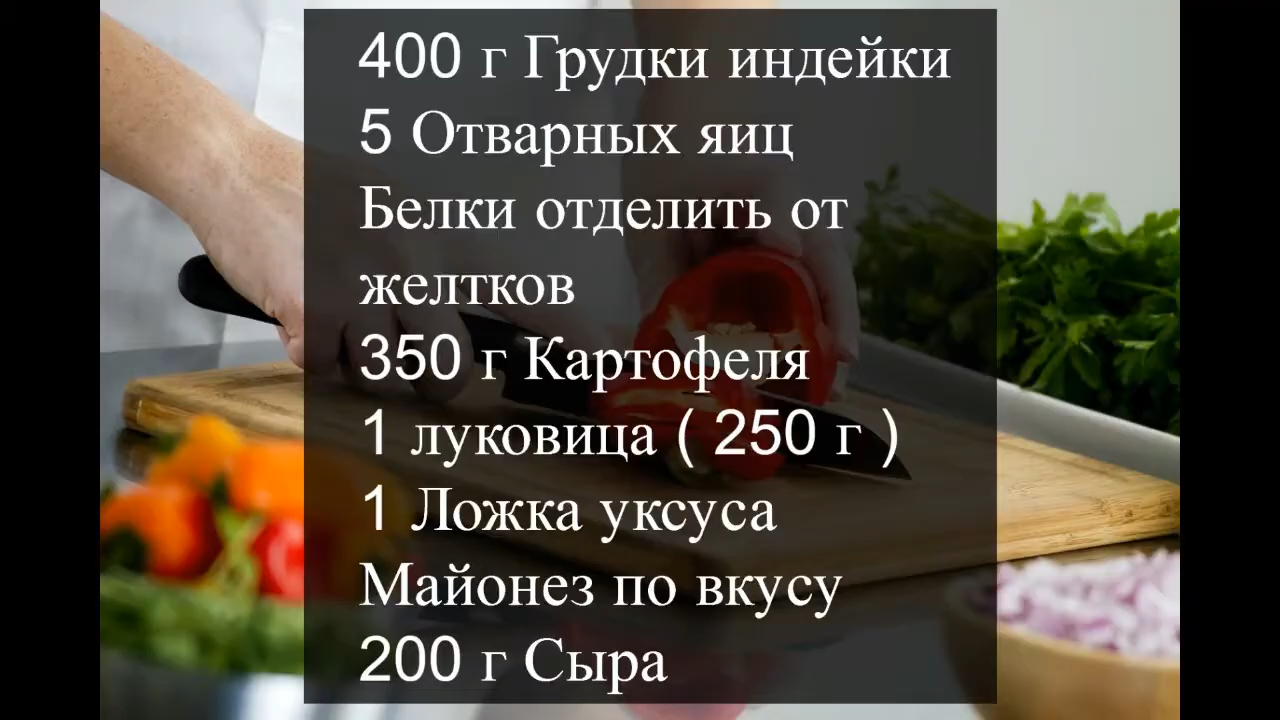 400 г Грудки индейки
5 Отварных яиц
Белки отделить от
желтков
350 г Картофеля
1 луковица ( 250 г )
1 Ложка уксуса
Майонез по вкусу
200 г Сыра